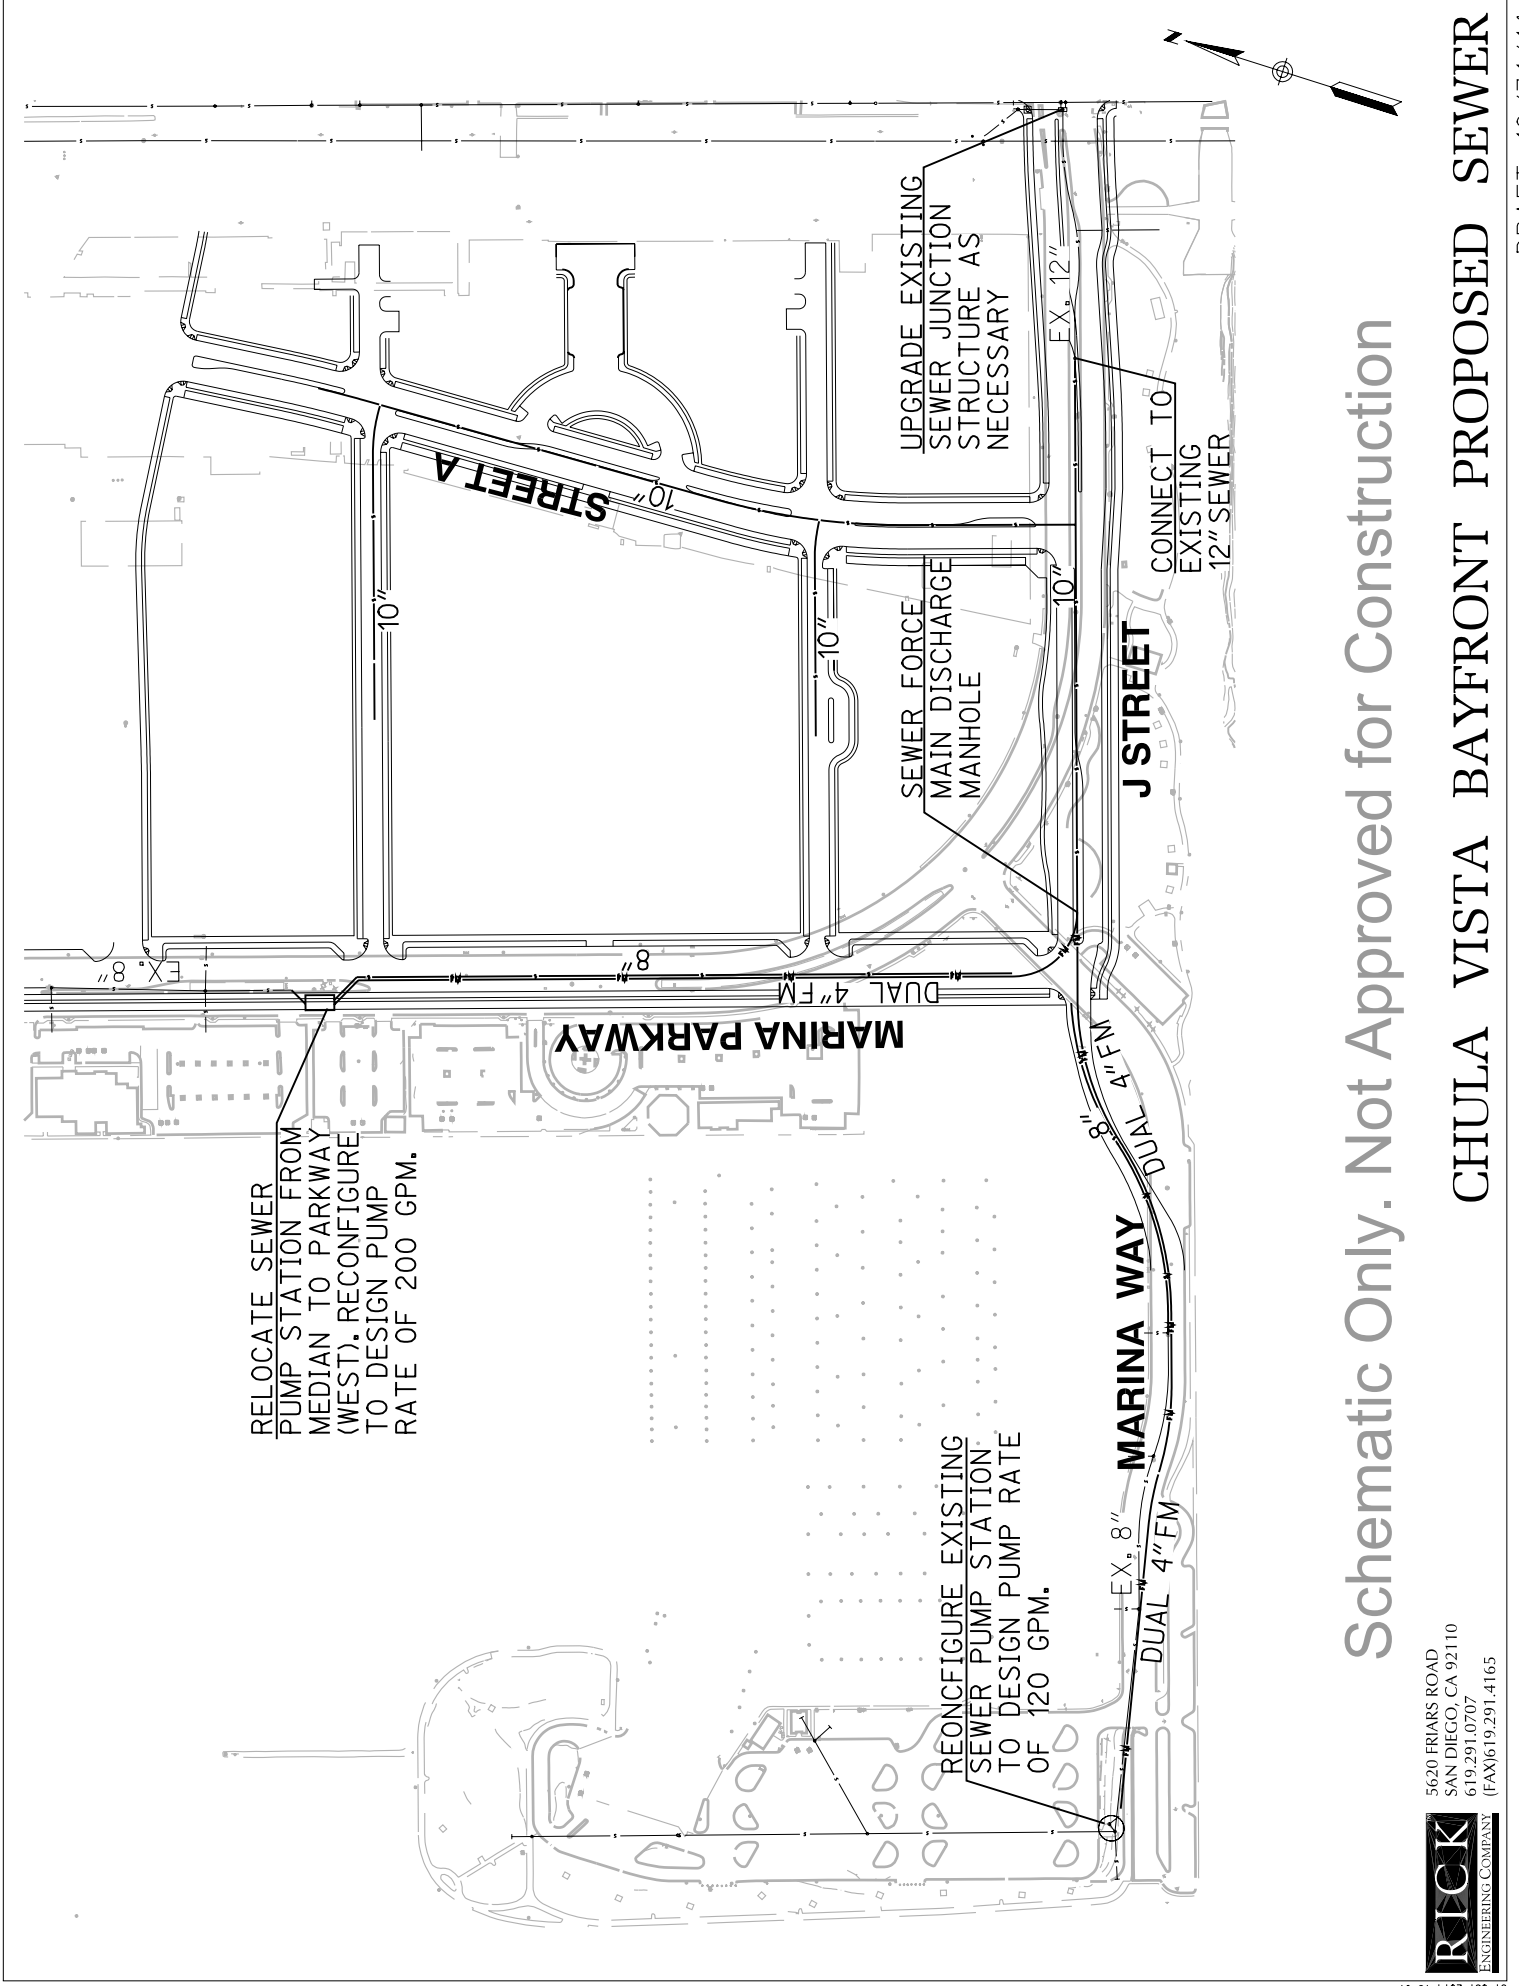 UPGRADE EXISTING
SEWER JUNCTION
STRUCTURE AS
NECESSARY
EX. 12"
CONNECT TO
EXISTING
12" SEWER
STREET A
10"
10"
10"
10"
SEWER FORCE
MAIN DISCHARGE
MANHOLE
J STREET
EX. 8"
8"
DUAL 4" FM
MARINA PARKWAY
RELOCATE SEWER
PUMP STATION FROM
MEDIAN TO PARKWAY
(WEST). RECONFIGURE
TO DESIGN PUMP
RATE OF 200 GPM.
8"
DUAL 4" FM
MARINA WAY
REONCFIGURE EXISTING
SEWER PUMP STATION
TO DESIGN PUMP RATE
OF 120 GPM.
EX. 8"
DUAL 4" FM
Schematic Only. Not Approved for Construction
CHULA VISTA BAYFRONT PROPOSED SEWER
RICK
ENGINEERING COMPANY
5620 FRIARS ROAD
SAN DIEGO, CA 92110
619.291.0707
(FAX)619.291.4165
N